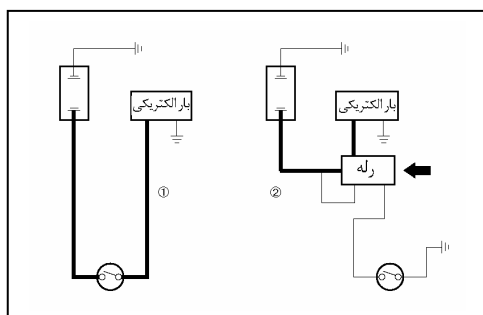 بار الکتریکی
①
بار الکتریکی
رله
②